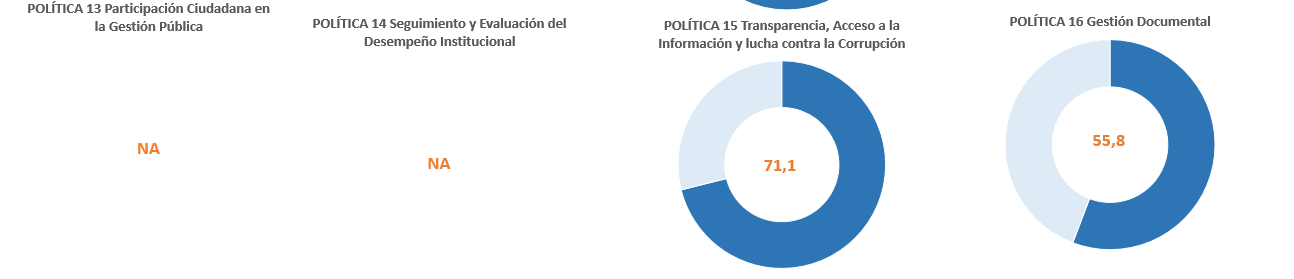 POLÍTICA 13 Participación Ciudadana en
la Gestión Pública
NA
POLÍTICA 14 Seguimiento y Evaluación del
Desempeño Institucional
NA
POLÍTICA 15 Transparencia, Acceso a la
Información y lucha contra la Corrupción
71,1
POLÍTICA 16 Gestión Documental
55,8